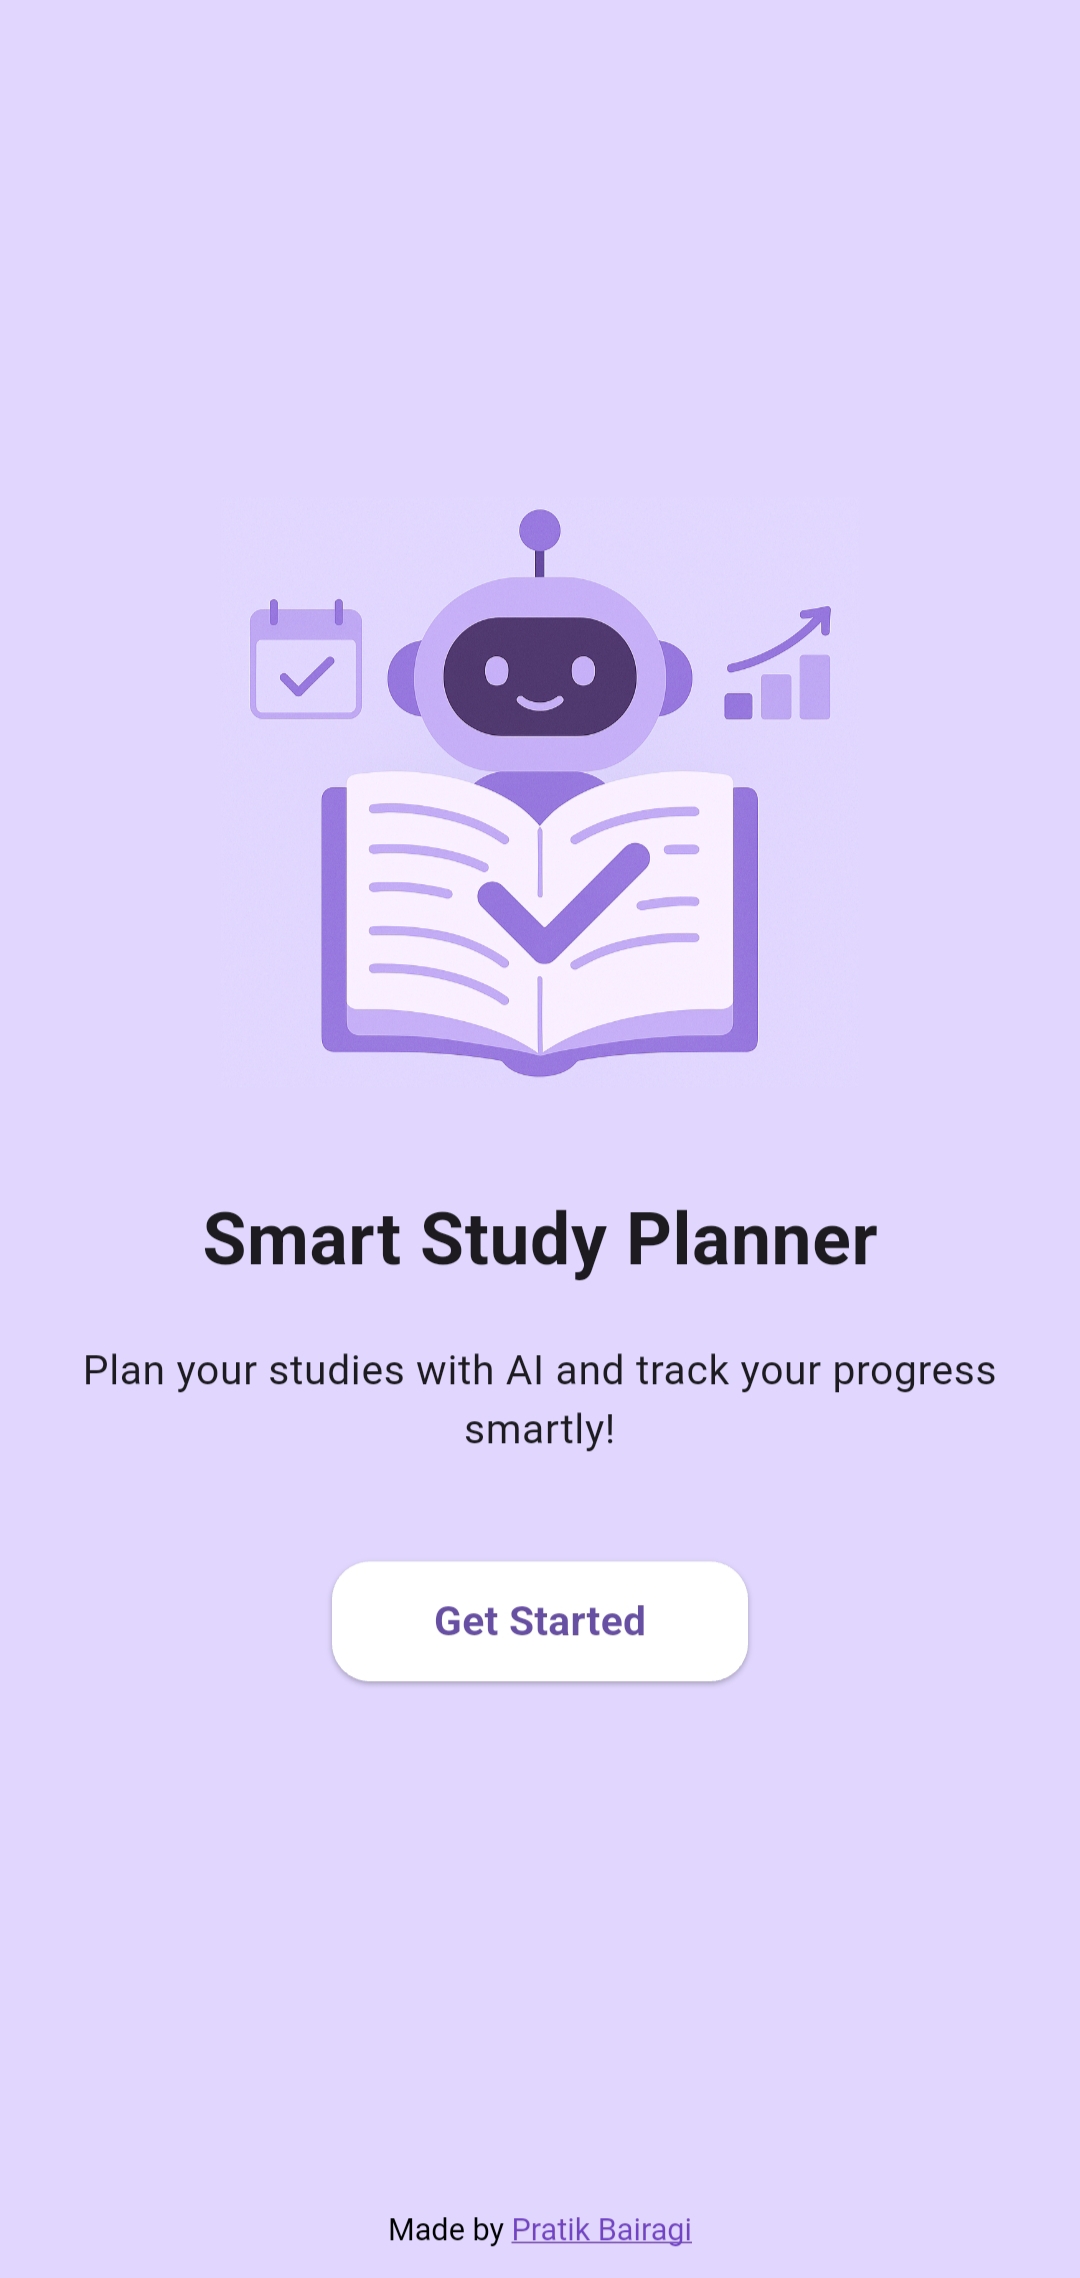 Smart Study Planner
Plan your studies with AI and track your progress
smartly!
Get Started
Made by Pratik Bairagi